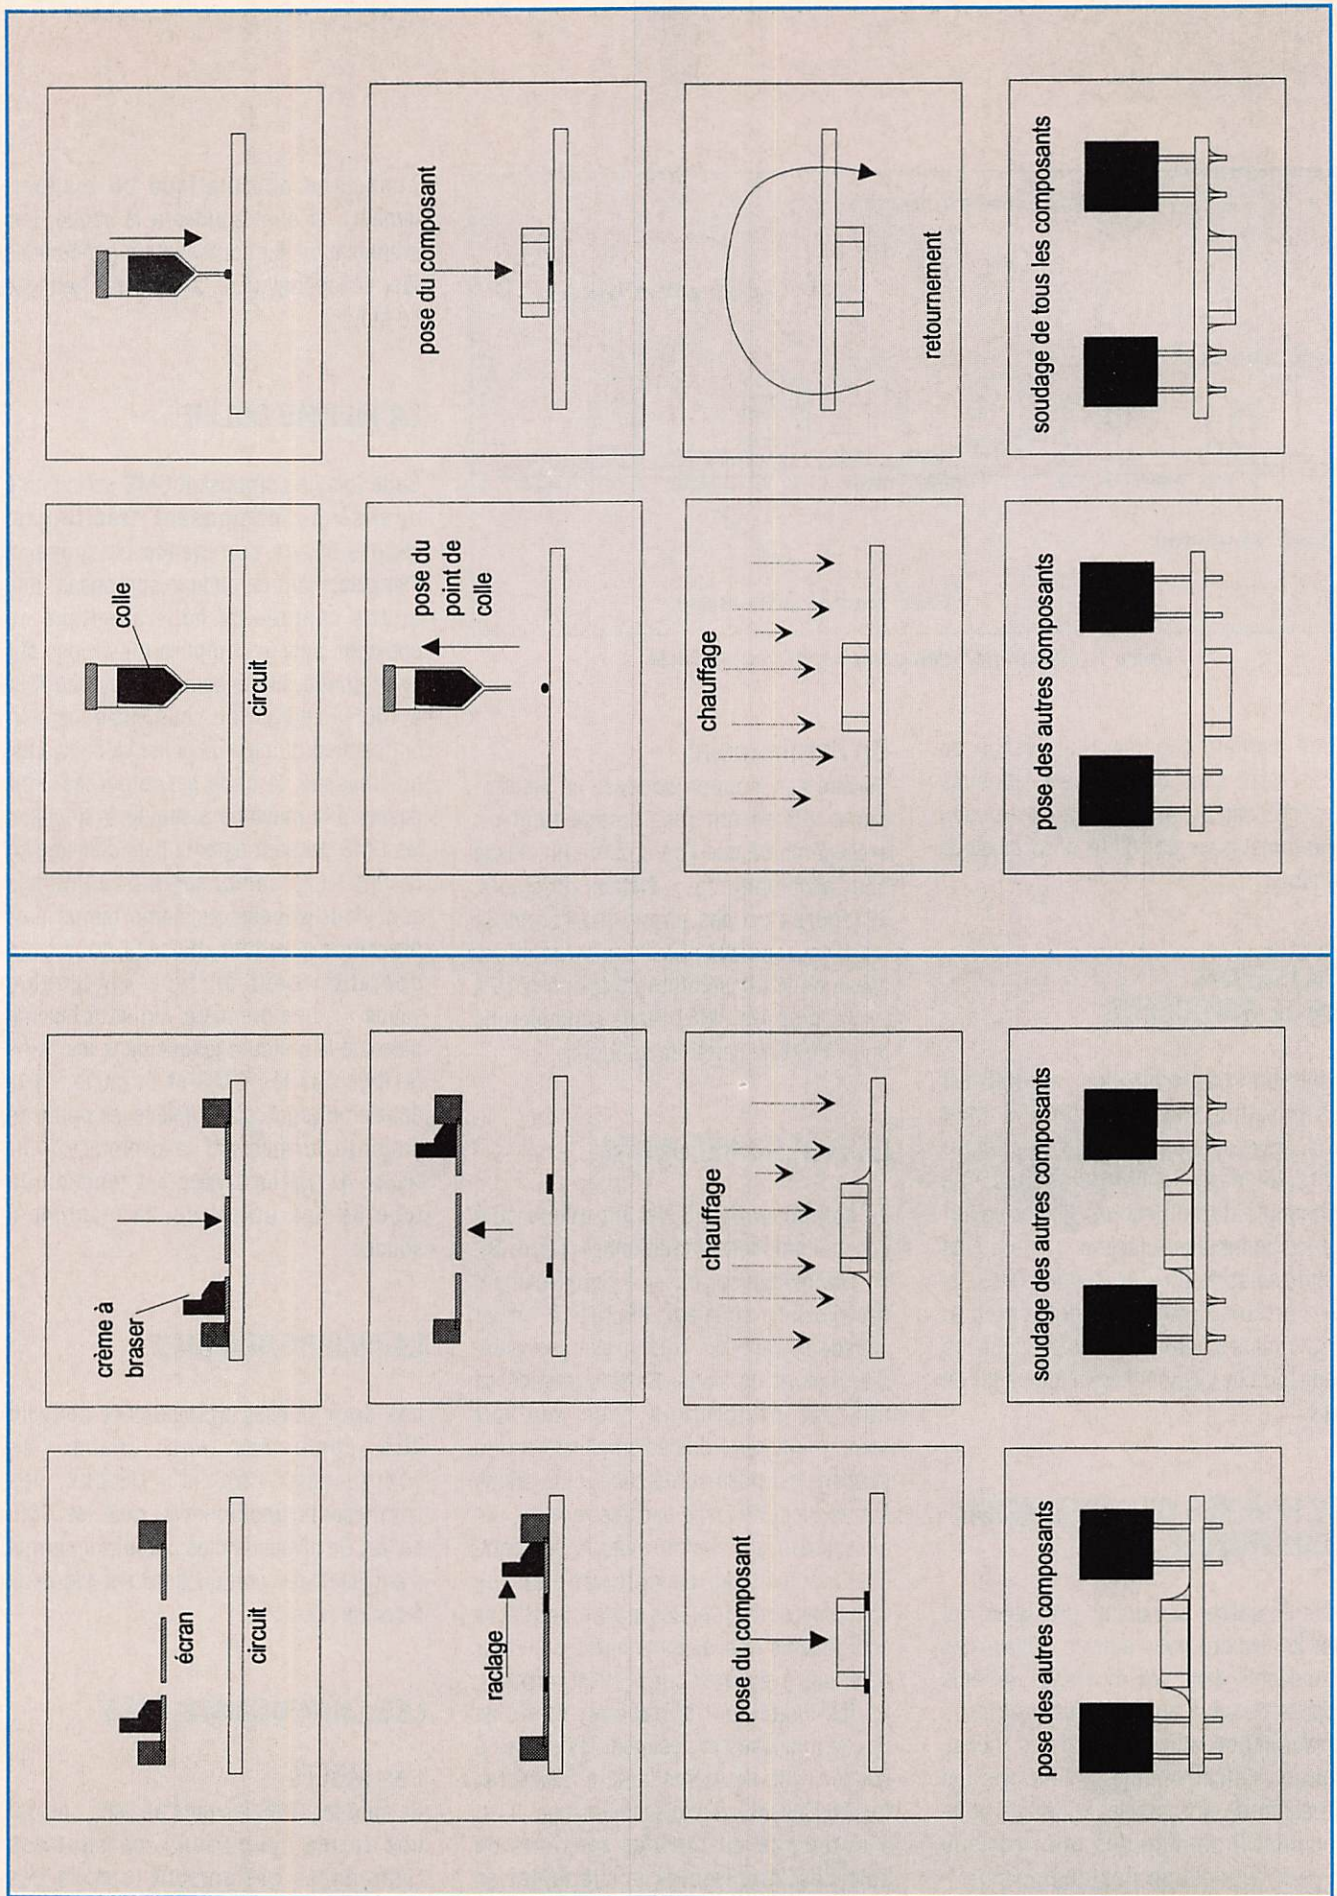 écran
circuit
crème à
braser
raclage
pose du composant
chauffage
pose des autres composants
soudage des autres composants
colle
circuit
pose du
point de
colle
pose du composant
chauffage
retournement
pose des autres composants
soudage de tous les composants